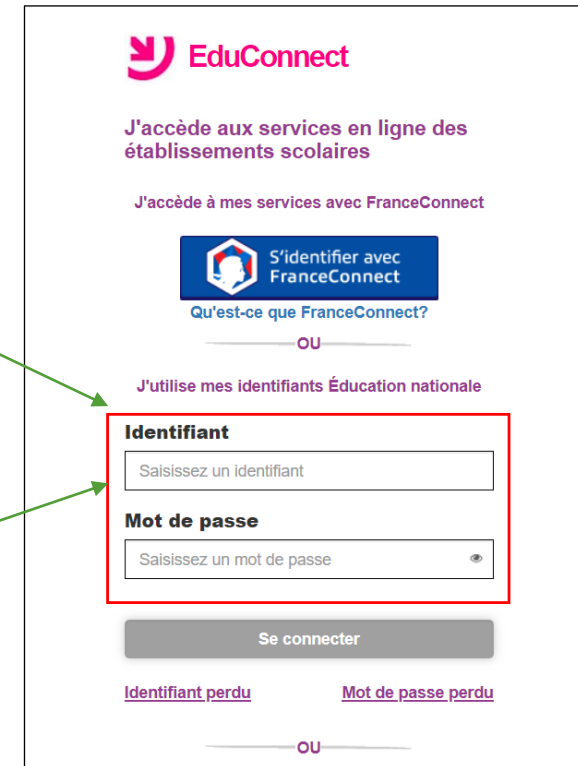 EduConnect
J'accède aux services en ligne des
établissements scolaires
J'accède à mes services avec FranceConnect
S'identifier avec
FranceConnect
Qu'est-ce que FranceConnect?
OU
J'utilise mes identifiants Éducation nationale
Identifiant
Saisissez un identifiant
Mot de passe
Saisissez un mot de passe
Se connecter
Identifiant perdu Mot de passe perdu
OU